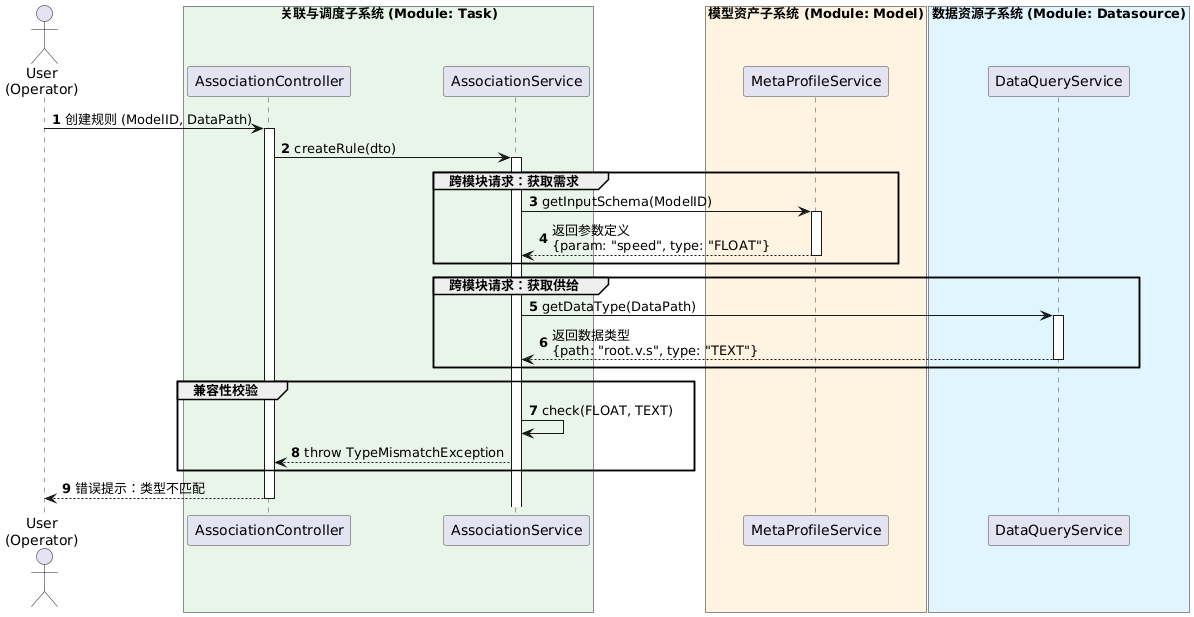 关联与调度子系统 (Module: Task)
模型资产子系统 (Module: Model)
数据资源子系统 (Module: Datasource)
User
(Operator)
AssociationController
AssociationService
MetaProfileService
DataQueryService
1 创建规则 (ModelID, DataPath)
2 createRule(dto)
跨模块请求：获取需求
3 getInputSchema(ModelID)
4 返回参数定义
{param: "speed", type: "FLOAT"}
跨模块请求：获取供给
5 getDataType(DataPath)
6 返回数据类型
{path: "root.v.s", type: "TEXT"}
兼容性校验
7 check(FLOAT, TEXT)
8 throw TypeMismatchException
9 错误提示：类型不匹配
User
(Operator)
AssociationController
AssociationService
MetaProfileService
DataQueryService